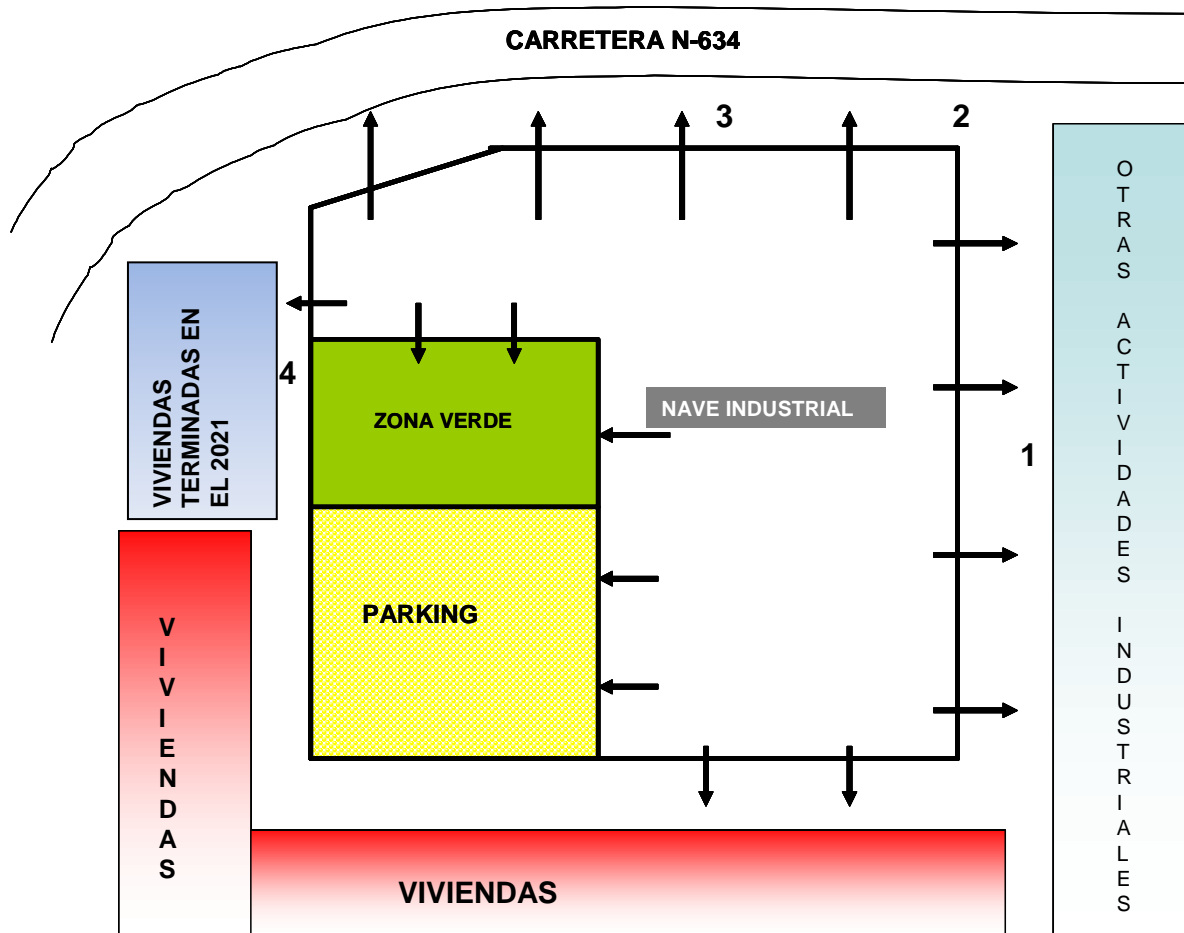 CARRETERA N-634
3
2
OTRAS ACTIVIDADES INDUSTRIALES
VIVIENDAS
TERMINADAS EN
EL 2021
4
ZONA VERDE
NAVE INDUSTRIAL
1
PARKING
VIVIENDAS
VIVIENDAS